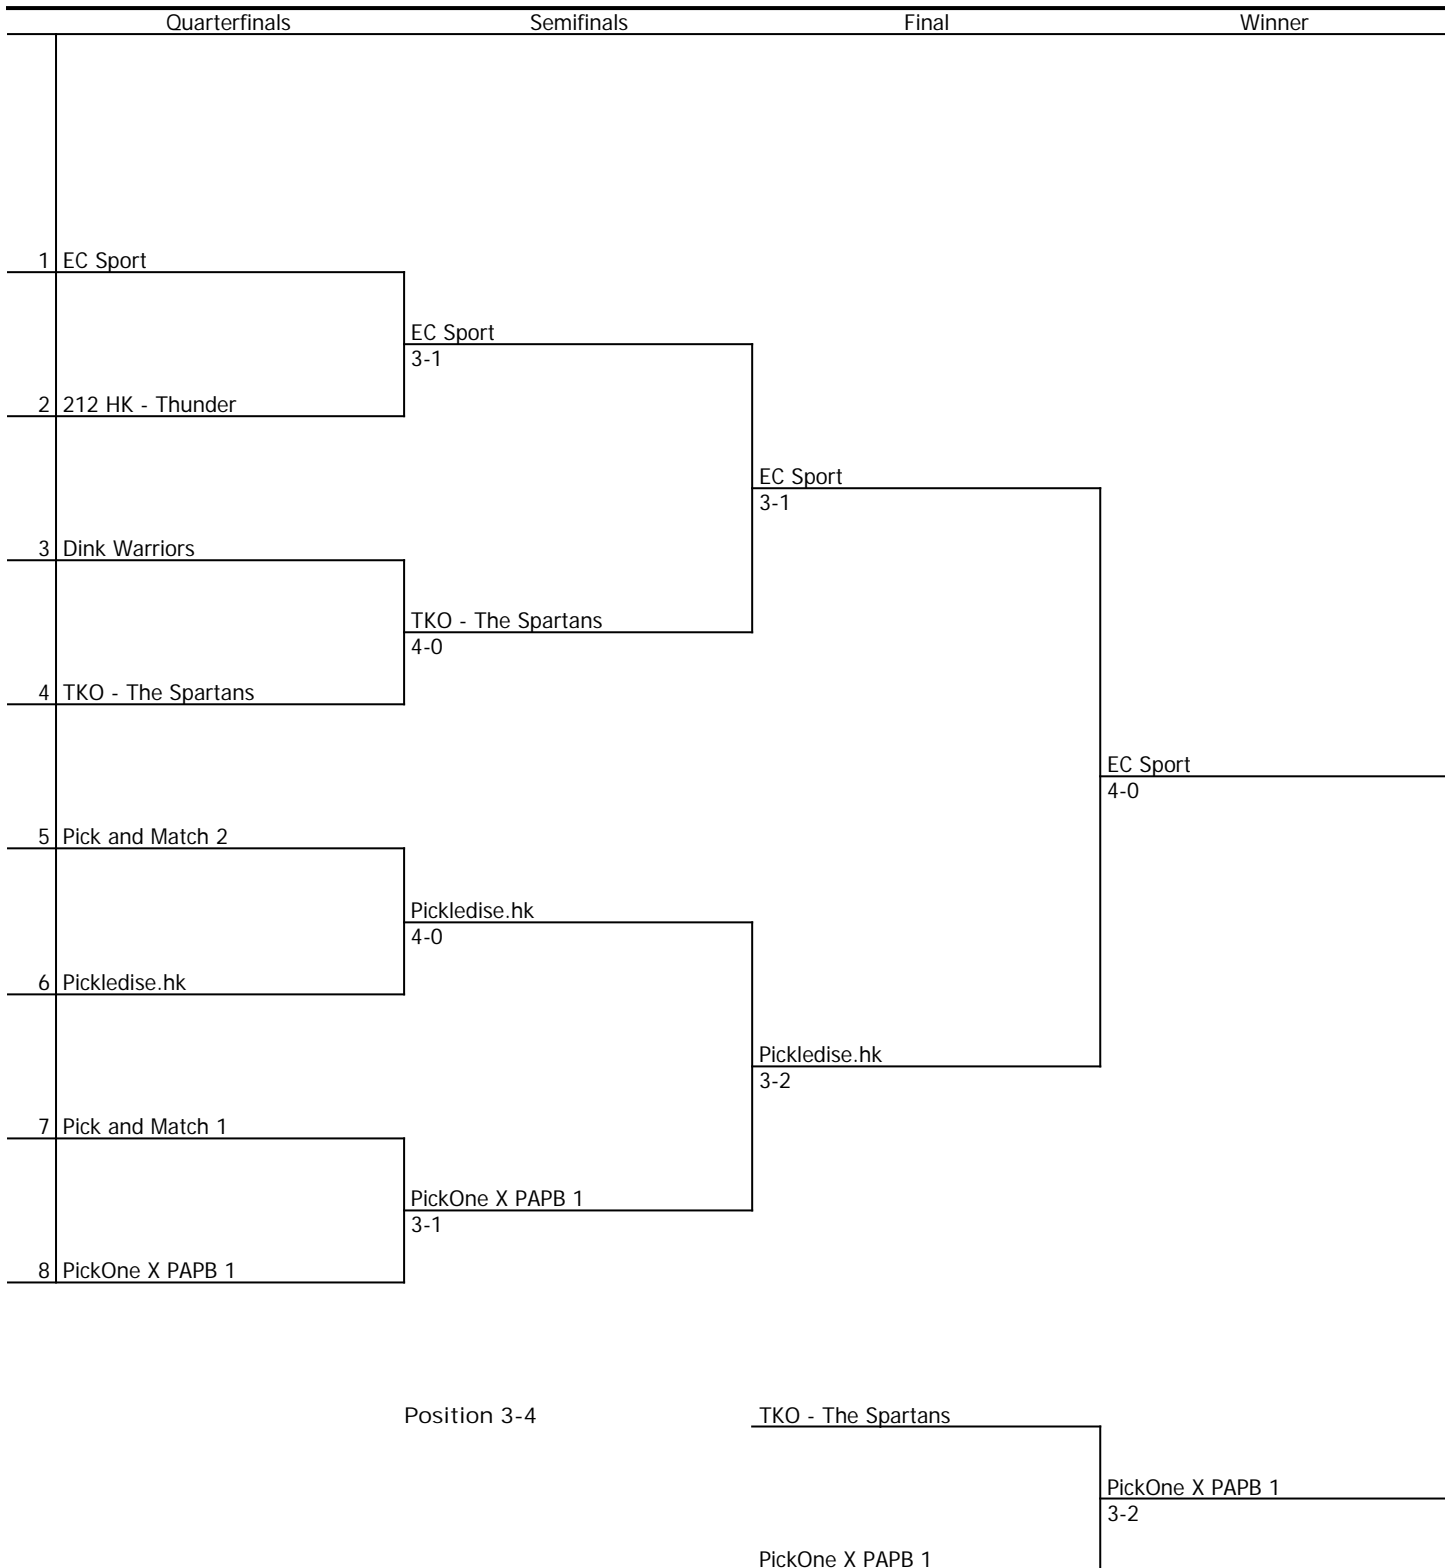 Quarterfinals Semifinals Final Winner
1 EC Sport
EC Sport
3-1
2 212 HK - Thunder
EC Sport
3-1
3 Dink Warriors
TKO - The Spartans
4-0
4 TKO - The Spartans
EC Sport
4-0
5 Pick and Match 2
Pickledise.hk
4-0
6 Pickledise.hk
Pickledise.hk
3-2
7 Pick and Match 1
PickOne X PAPB 1
3-1
8 PickOne X PAPB 1
Position 3-4 TKO - The Spartans
PickOne X PAPB 1
3-2
PickOne X PAPB 1